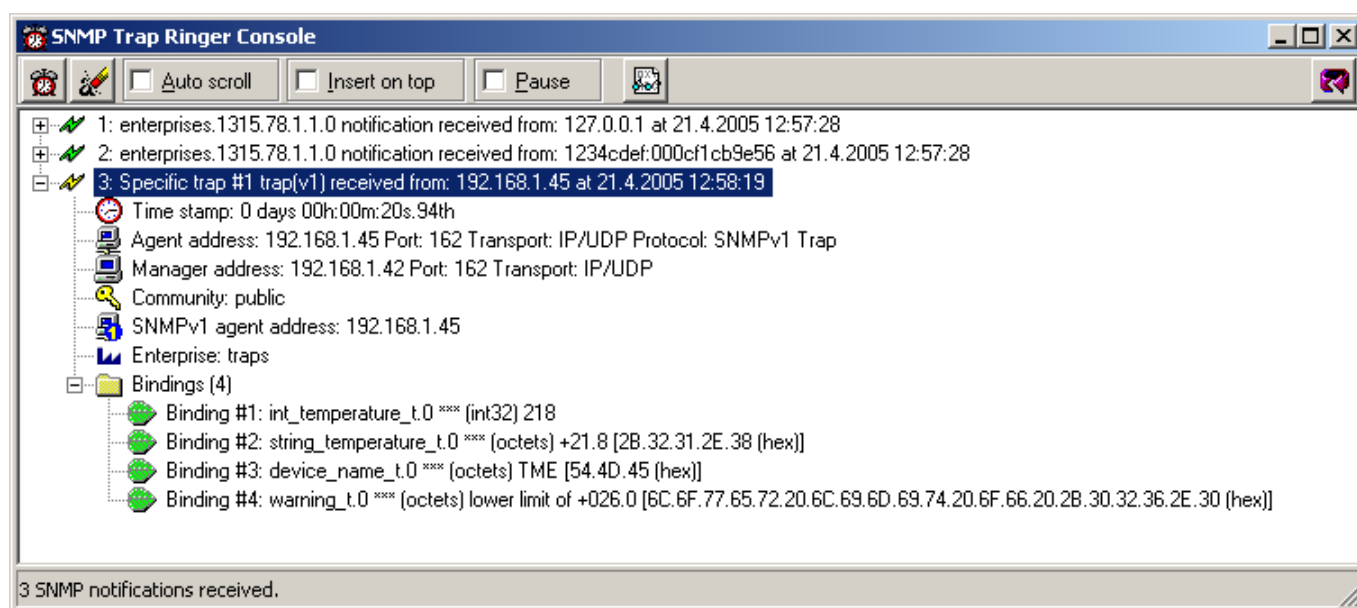 SNMP Trap Ringer Console
Auto scroll Insert on top Pause
1: enterprises.1315.78.1.1.0 notification received from: 127.0.0.1 at 21.4.2005 12:57:28
2: enterprises.1315.78.1.1.0 notification received from: 1234cdef:000cf1cb9e56 at 21.4.2005 12:57:28
3: Specific trap #1 trap(v1) received from: 192.168.1.45 at 21.4.2005 12:58:19
Time stamp: 0 days 00h:00m:20s.94th
Agent address: 192.168.1.45 Port: 162 Transport: IP/UDP Protocol: SNMPv1 Trap
Manager address: 192.168.1.42 Port: 162 Transport: IP/UDP
Community: public
SNMPv1 agent address: 192.168.1.45
Enterprise: traps
Bindings (4)
Binding #1: int_temperature_t.0 *** (int32) 218
Binding #2: string_temperature_t.0 *** (octets) +21.8 [2B.32.31.2E.38 (hex)]
Binding #3: device_name_t.0 *** (octets) TME [54.4D.45 (hex)]
Binding #4: warning_t.0 *** (octets) lower limit of +026.0 [6C.6F.77.65.72.20.6C.69.6D.69.74.20.6F.66.20.2B.30.32.36.2E.30 (hex)]
3 SNMP notifications received.